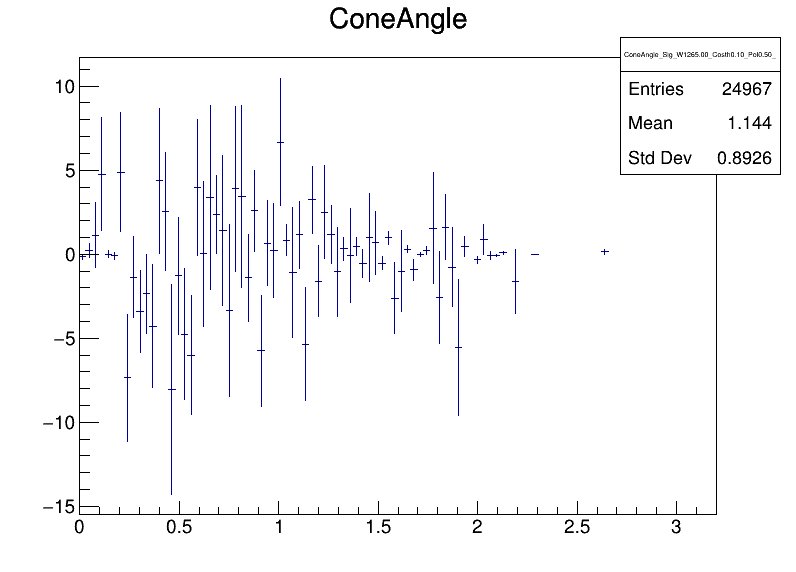 ConeAngle
ConeAngle_Sig_W1265.00_Costh0.10_Pol0.50_
Entries 24967
Mean 1.144
Std Dev 0.8926
10
5
0
−5
−10
−15
0 0.5 1 1.5 2 2.5 3